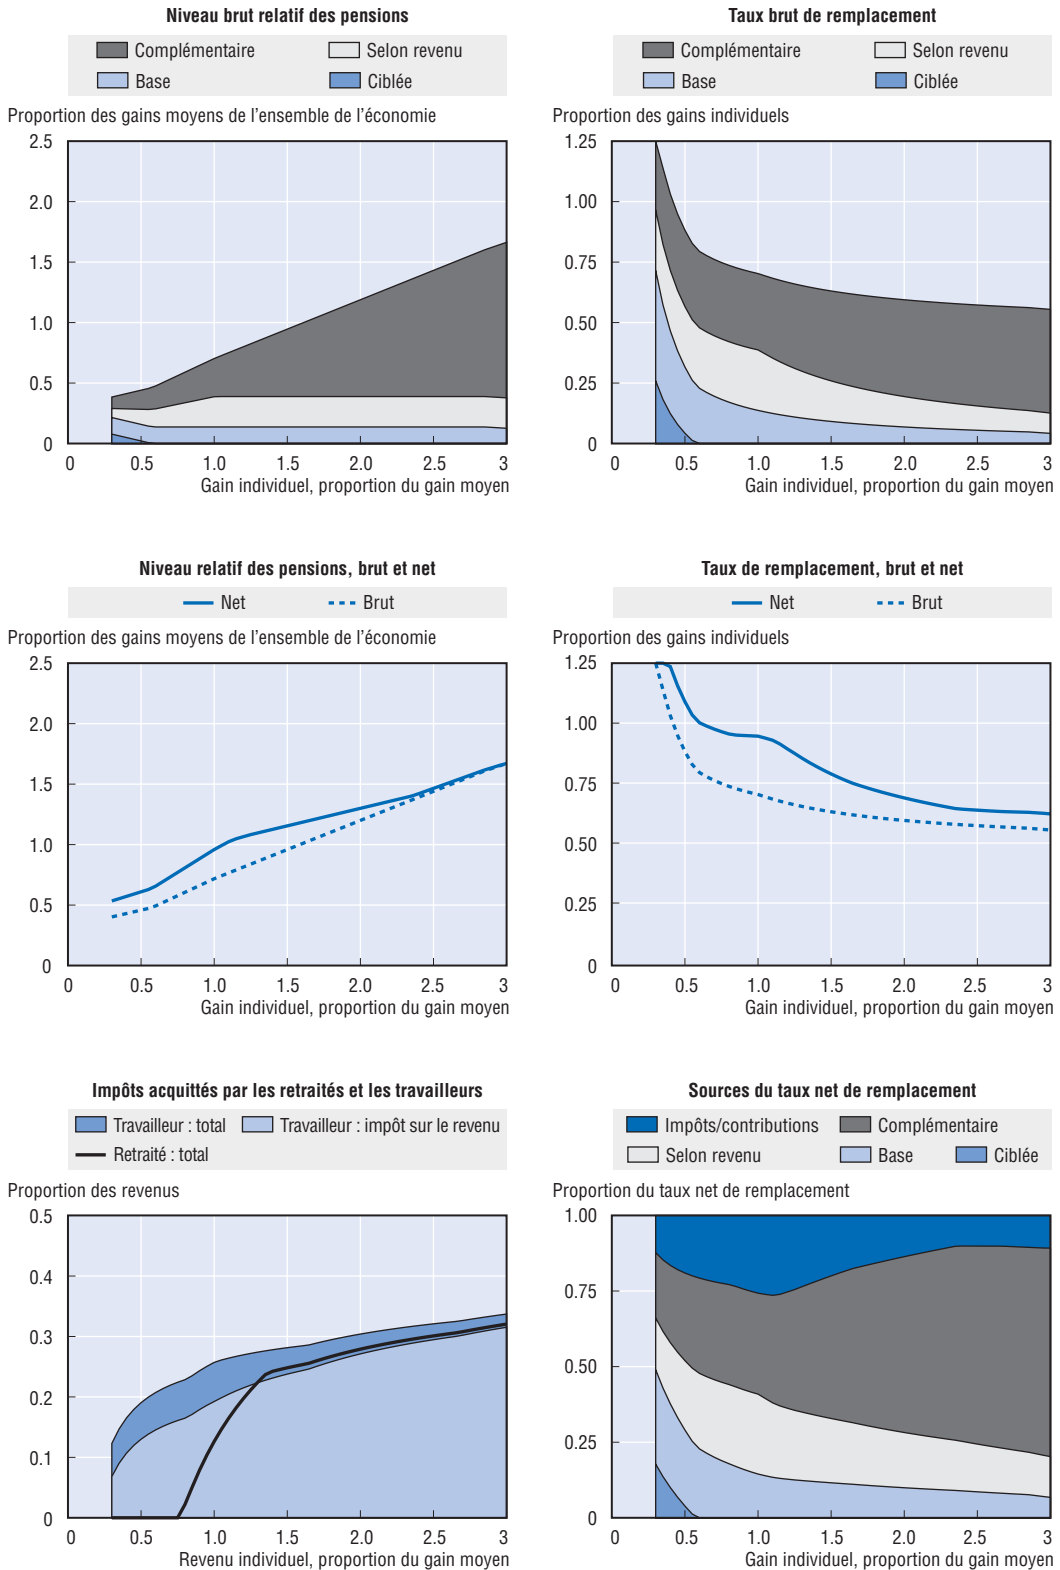 Niveau brut relatif des pensions
Complémentaire
Selon revenu
Base
Ciblée
Proportion des gains moyens de l'ensemble de l'économie
2.5
2.0
1.5
1.0
0.5
0
0 0.5 1.0 1.5 2.0 2.5 3
Gain individuel, proportion du gain moyen
Taux brut de remplacement
Complémentaire
Selon revenu
Base
Ciblée
Proportion des gains individuels
1.25
1.00
0.75
0.50
0.25
0
0 0.5 1.0 1.5 2.0 2.5 3
Gain individuel, proportion du gain moyen
Niveau relatif des pensions, brut et net
Net
Brut
Proportion des gains moyens de l'ensemble de l'économie
2.5
2.0
1.5
1.0
0.5
0
0 0.5 1.0 1.5 2.0 2.5 3
Gain individuel, proportion du gain moyen
Taux de remplacement, brut et net
Net
Brut
Proportion des gains individuels
1.25
1.00
0.75
0.50
0.25
0
0 0.5 1.0 1.5 2.0 2.5 3
Gain individuel, proportion du gain moyen
Impôts acquittés par les retraités et les travailleurs
Travailleur : total
Travailleur : impôt sur le revenu
Retraité : total
Proportion des revenus
0.5
0.4
0.3
0.2
0.1
0
0 0.5 1.0 1.5 2.0 2.5 3
Revenu individuel, proportion du gain moyen
Sources du taux net de remplacement
Impôts/contributions
Complémentaire
Selon revenu
Base
Ciblée
Proportion du taux net de remplacement
1.00
0.75
0.50
0.25
0
0 0.5 1.0 1.5 2.0 2.5 3
Gain individuel, proportion du gain moyen